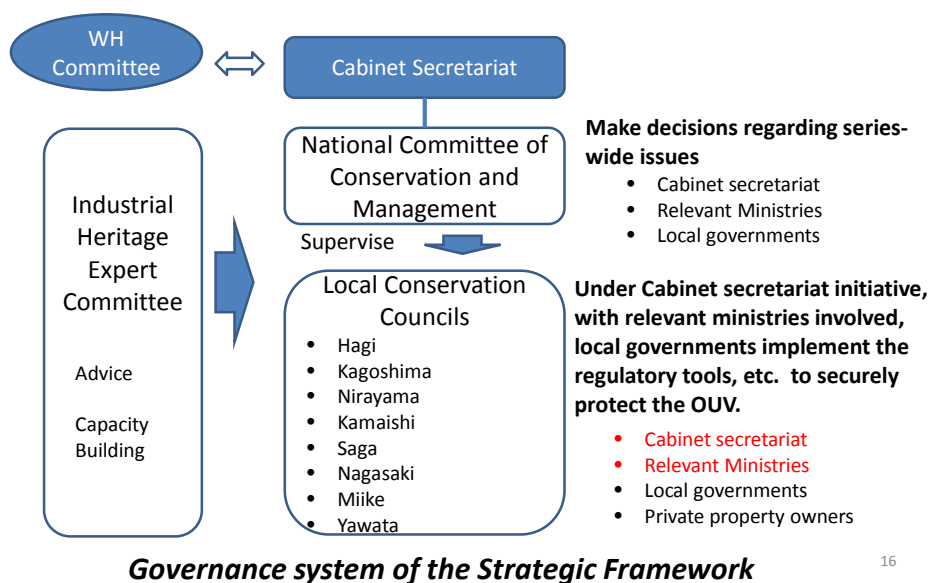 WH
Committee
Cabinet Secretariat
National Committee of
Conservation and
Management
Make decisions regarding series-
wide issues
• Cabinet secretariat
• Relevant Ministries
• Local governments
Industrial
Heritage
Expert
Committee
Advice
Capacity
Building
Supervise
Local Conservation
Councils
• Hagi
• Kagoshima
• Nirayama
• Kamaishi
• Saga
• Nagasaki
• Miike
• Yawata
Under Cabinet secretariat initiative,
with relevant ministries involved,
local governments implement the
regulatory tools, etc. to securely
protect the OUV.
• Cabinet secretariat
• Relevant Ministries
• Local governments
• Private property owners
Governance system of the Strategic Framework
16